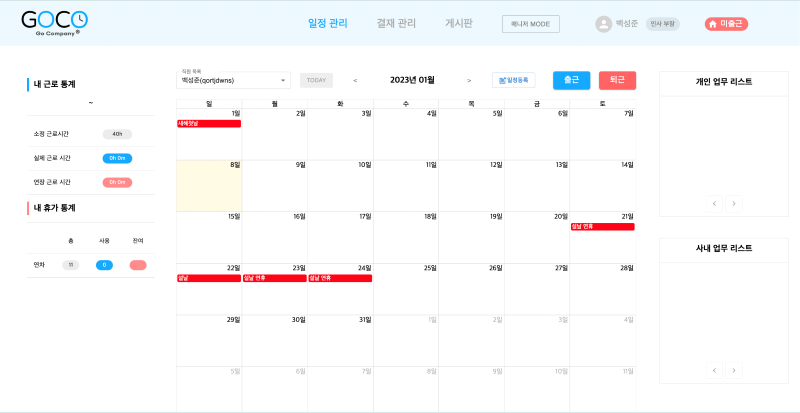 GOCO
Go Company®
일정 관리
결재 관리
게시판
매니저 MODE
백성준
인사 부장
미출근
내 근로 통계
~
소정 근로시간 40h
실제 근로 시간 0h 0m
연장 근로 시간 0h 0m
내 휴가 통계
총 사용 잔여
연차 11 0
직원 목록
백성준(qortjdwns)
TODAY
<
2023년 01월
>
일정등록
출근
퇴근
일 월 화 수 목 금 토
1일 2일 3일 4일 5일 6일 7일
새해첫날
8일 9일 10일 11일 12일 13일 14일
15일 16일 17일 18일 19일 20일 21일
설날 연휴
22일 23일 24일 25일 26일 27일 28일
설날 설날 연휴 설날 연휴
29일 30일 31일 1일 2일 3일 4일
5일 6일 7일 8일 9일 10일 11일
개인 업무 리스트
< >
사내 업무 리스트
< >